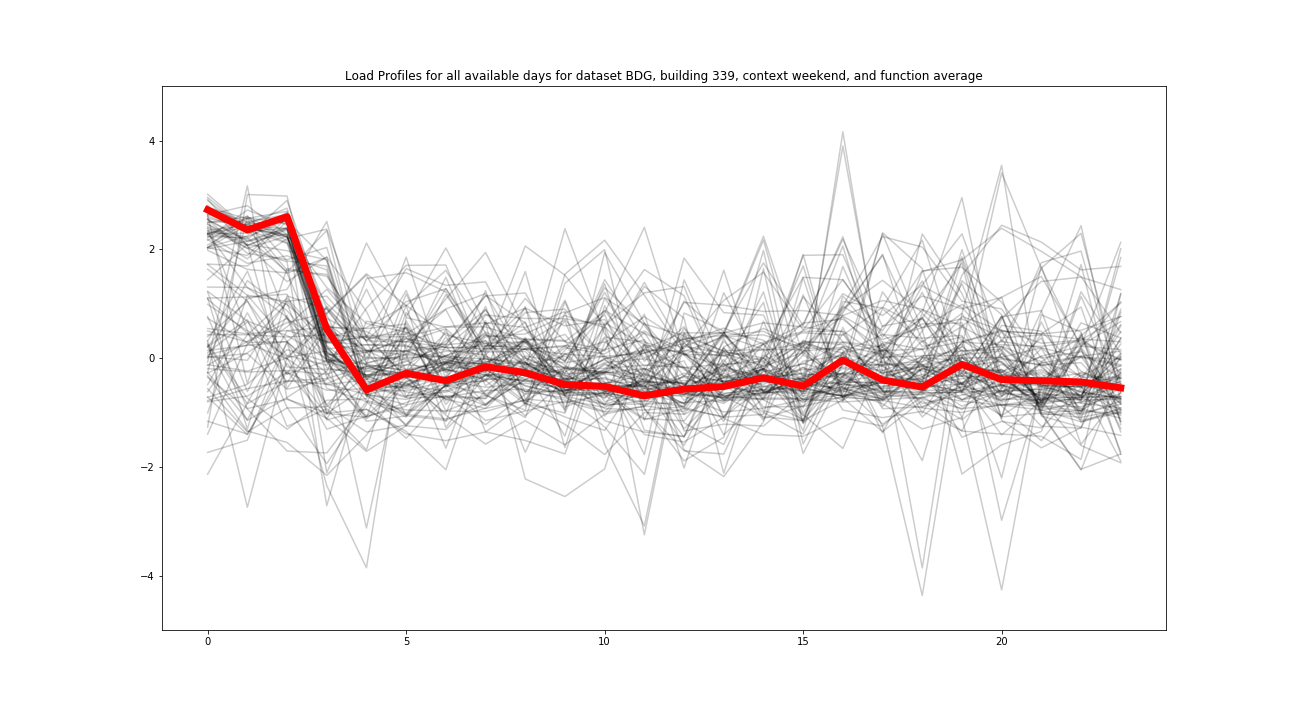 Load Profiles for all available days for dataset BDG, building 339, context weekend, and function average
4
2
0
−2
−4
0 5 10 15 20